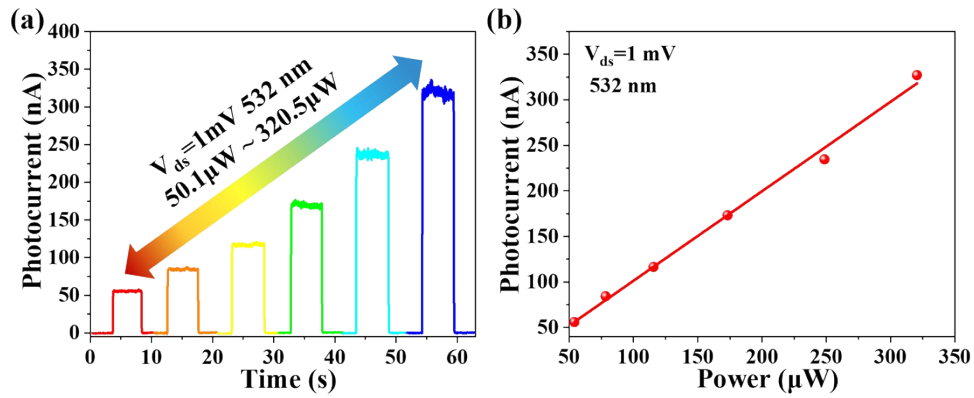 (a)
400
350
300
250
200
150
100
50
0
Photocurrent (nA)
V_ds=1mV 532 nm
50.1μW ~ 320.5μW
0 10 20 30 40 50 60
Time (s)
(b)
350
300
250
200
150
100
50
Photocurrent (nA)
V_ds=1 mV
532 nm
50 100 150 200 250 300 350
Power (μW)